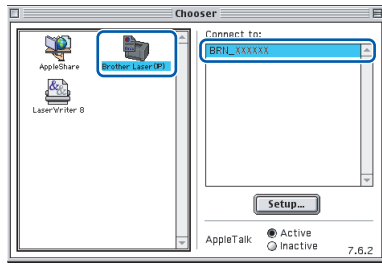 Chooser
AppleShare
Brother Laser(IP)
LaserWriter 8
Connect to:
BRN_XXXXXX
Setup...
AppleTalk
Active
Inactive
7.6.2